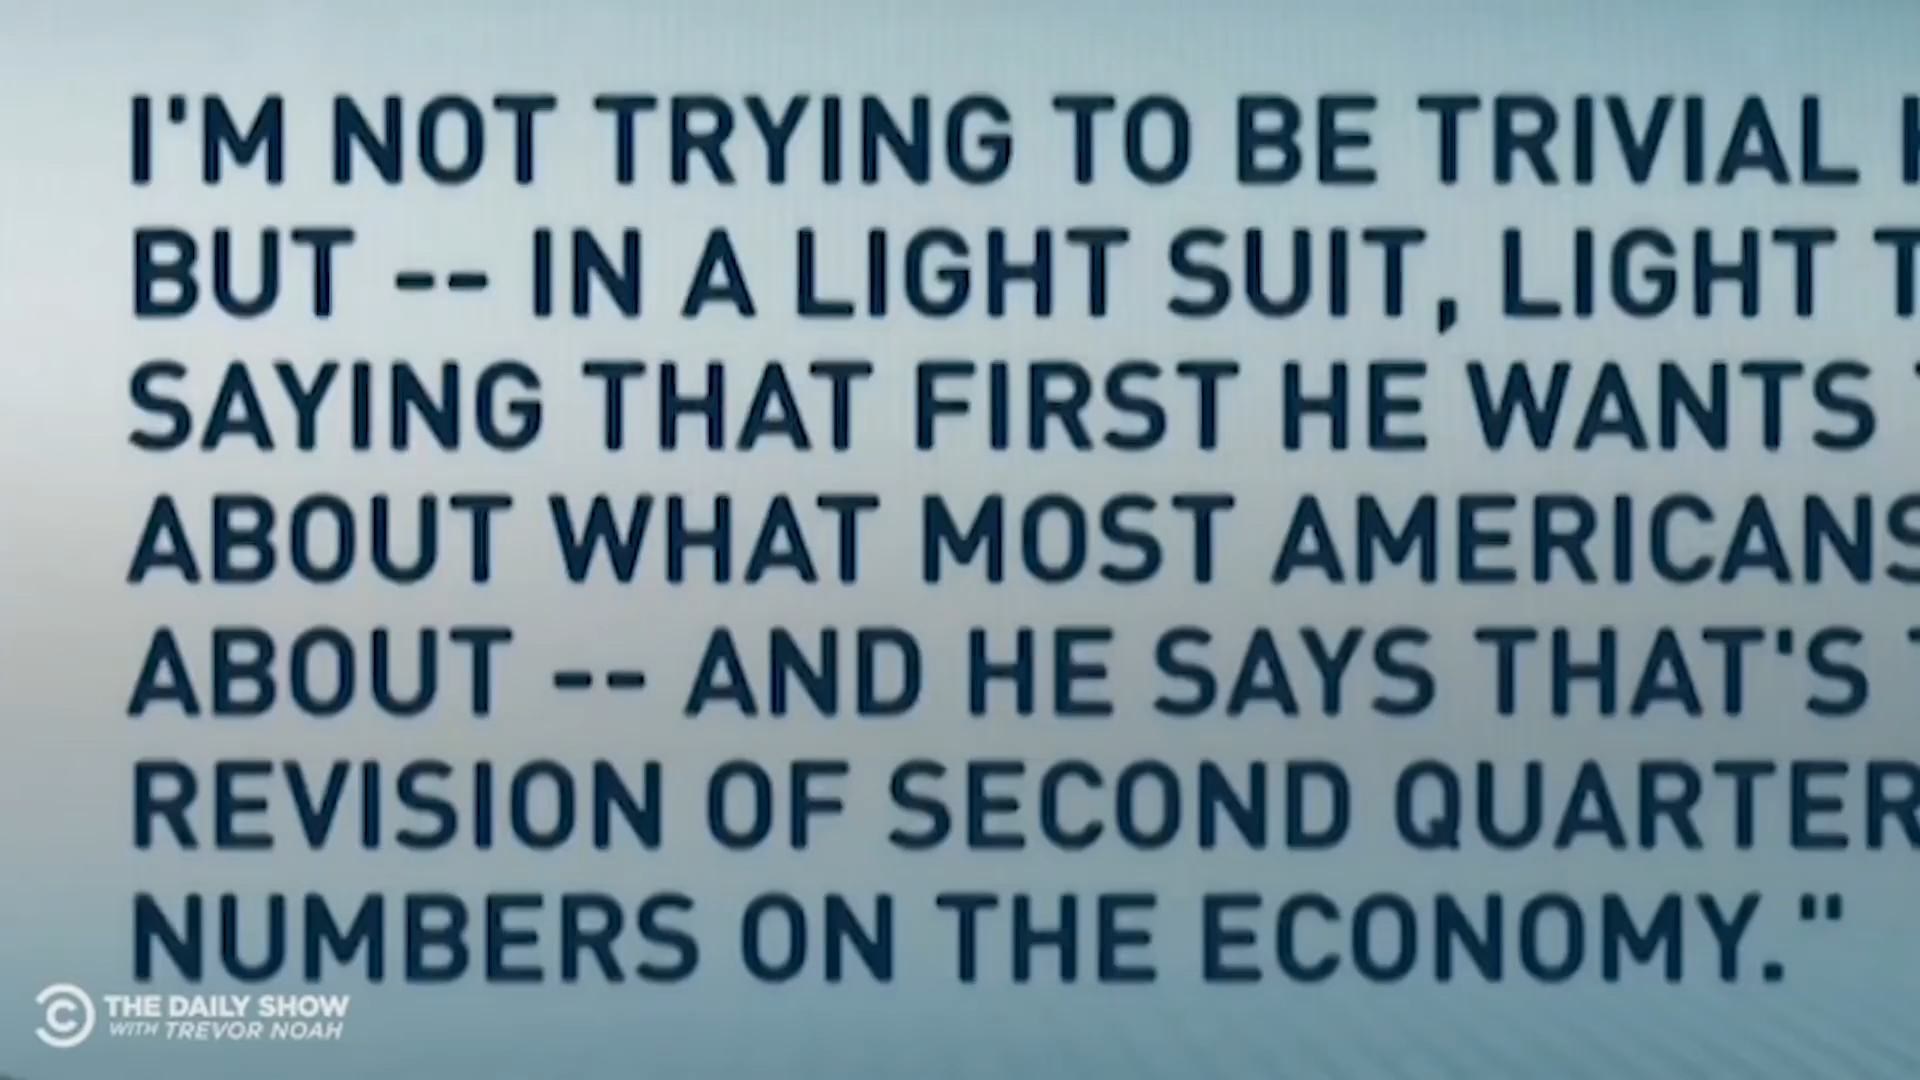 I'M NOT TRYING TO BE TRIVIAL
BUT -- IN A LIGHT SUIT, LIGHT
SAYING THAT FIRST HE WANTS
ABOUT WHAT MOST AMERICANS
ABOUT -- AND HE SAYS THAT'S
REVISION OF SECOND QUARTER
NUMBERS ON THE ECONOMY."
THE DAILY SHOW
WITH TREVOR NOAH